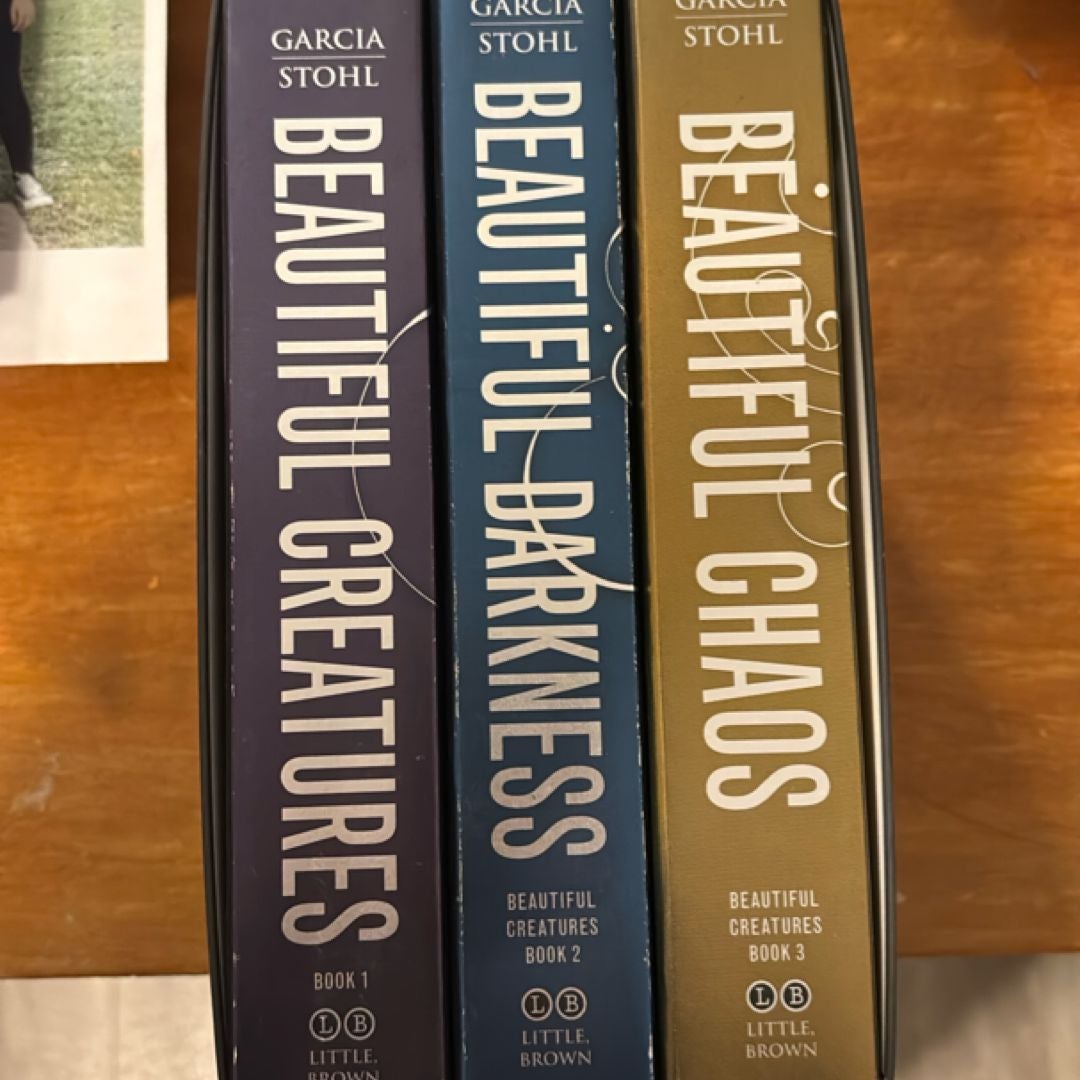 GARCIA
STOHL
BEAUTIFUL CREATURES
BOOK 1
LB
LITTLE,
BROWN
GARCIA
STOHL
BEAUTIFUL DARKNESS
BEAUTIFUL
CREATURES
BOOK 2
LB
LITTLE,
BROWN
GARCIA
STOHL
BEAUTIFUL CHAOS
BEAUTIFUL
CREATURES
BOOK 3
LB
LITTLE,
BROWN